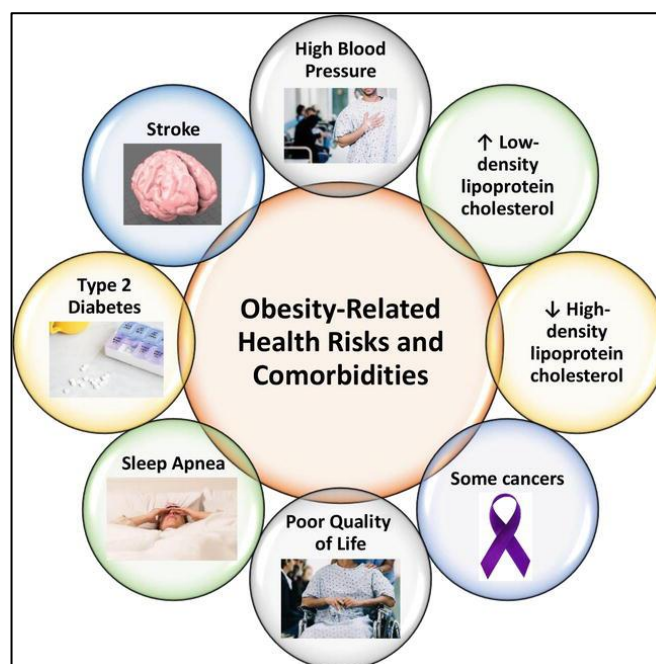 Obesity-Related
Health Risks and
Comorbidities
High Blood
Pressure
↑ Low-
density
lipoprotein
cholesterol
↓ High-
density
lipoprotein
cholesterol
Some cancers
Poor Quality
of Life
Sleep Apnea
Type 2
Diabetes
Stroke